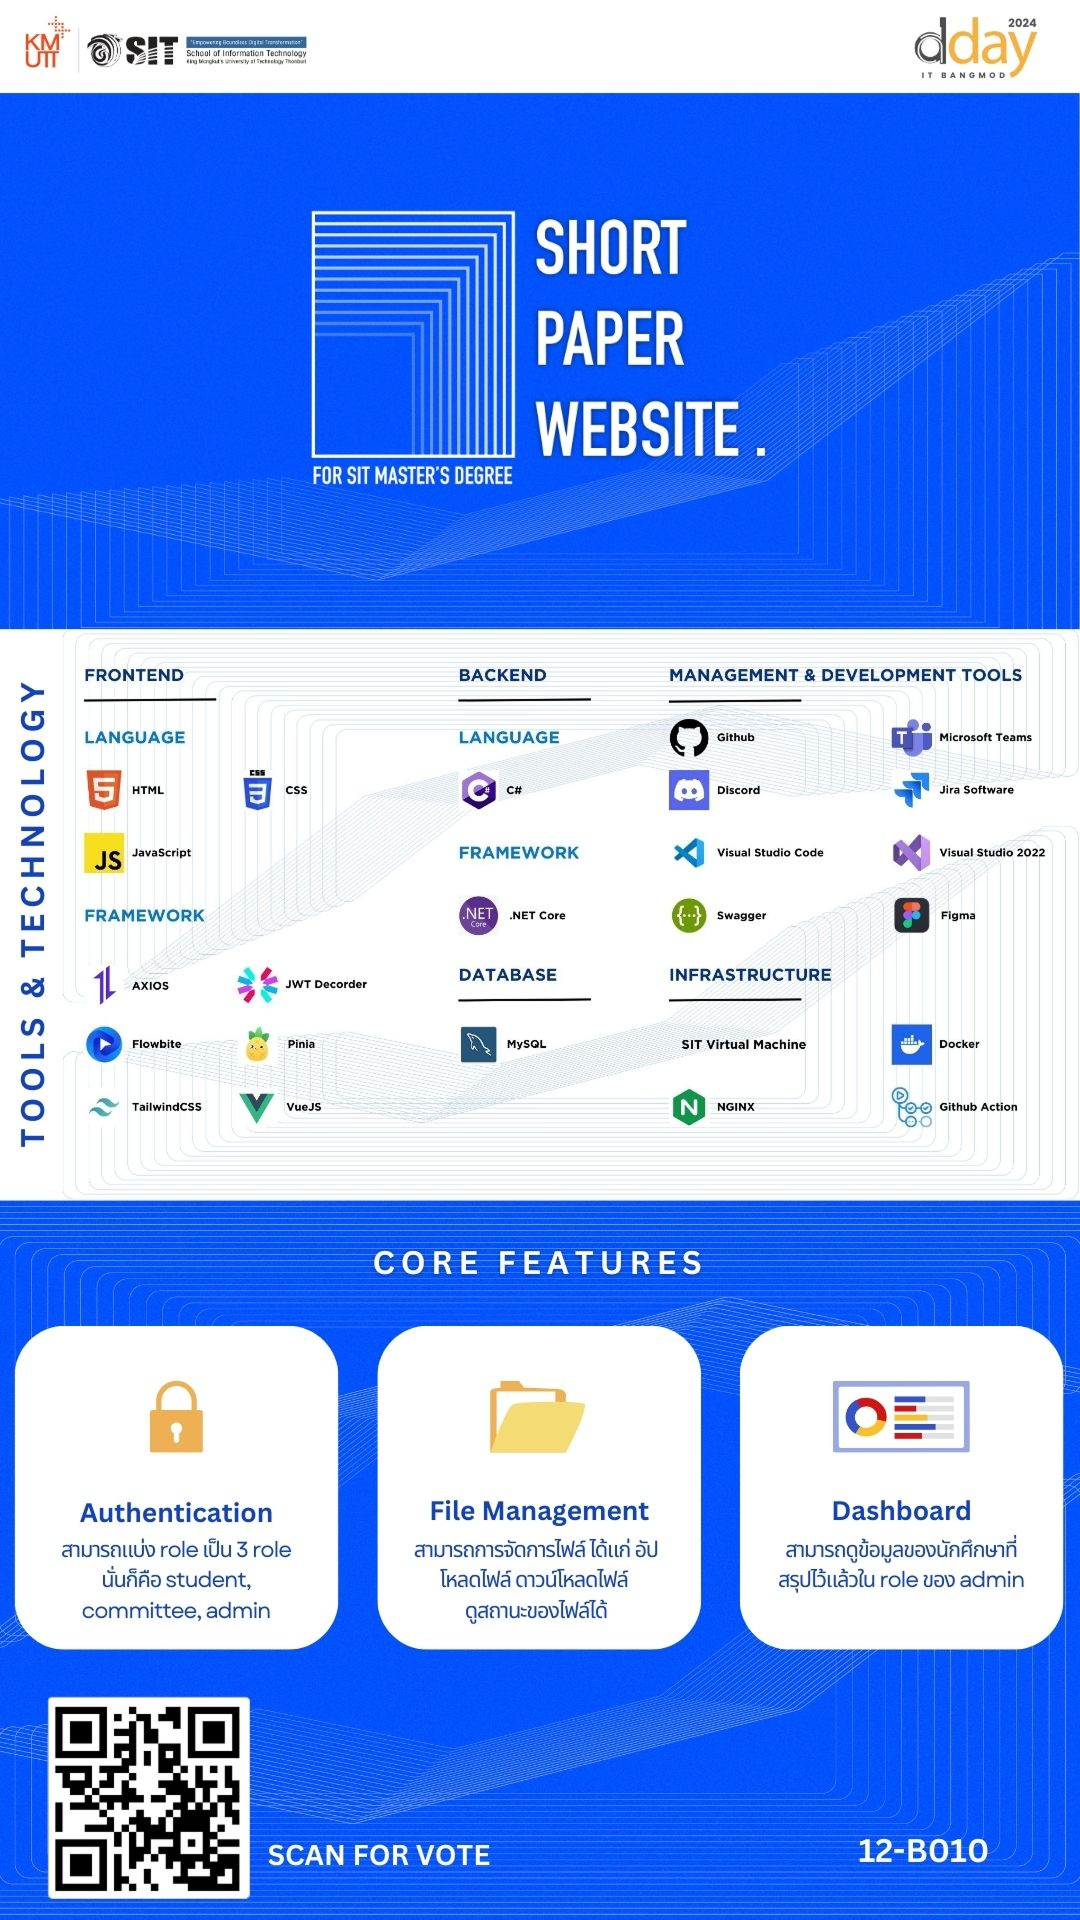 KMUTT
SIT
"Empowering Boundless Digital Transformation"
School of Information Technology
King Mongkut's University of Technology Thonburi
2024
dday
IT BANGMOD
SHORT
PAPER
WEBSITE .
FOR SIT MASTER'S DEGREE
TOOLS & TECHNOLOGY
FRONTEND
LANGUAGE
HTML
CSS
CSS
JS JavaScript
FRAMEWORK
AXIOS
JWT Decorder
Flowbite
Pinia
TailwindCSS
VueJS
BACKEND
LANGUAGE
C#
FRAMEWORK
.NET Core
.NET Core
DATABASE
MySQL
MANAGEMENT & DEVELOPMENT TOOLS
Github
Microsoft Teams
Discord
Jira Software
Visual Studio Code
Visual Studio 2022
Swagger
Figma
INFRASTRUCTURE
SIT Virtual Machine
Docker
NGINX
Github Action
CORE FEATURES
Authentication
สามารถแบ่ง role เป็น 3 role
นั่นก็คือ student,
committee, admin
File Management
สามารถการจัดการไฟล์ ได้แก่ อัป
โหลดไฟล์ ดาวน์โหลดไฟล์
ดูสถานะของไฟล์ได้
Dashboard
สามารถดูข้อมูลของนักศึกษาที่
สรุปไว้แล้วใน role ของ admin
SCAN FOR VOTE
12-B010